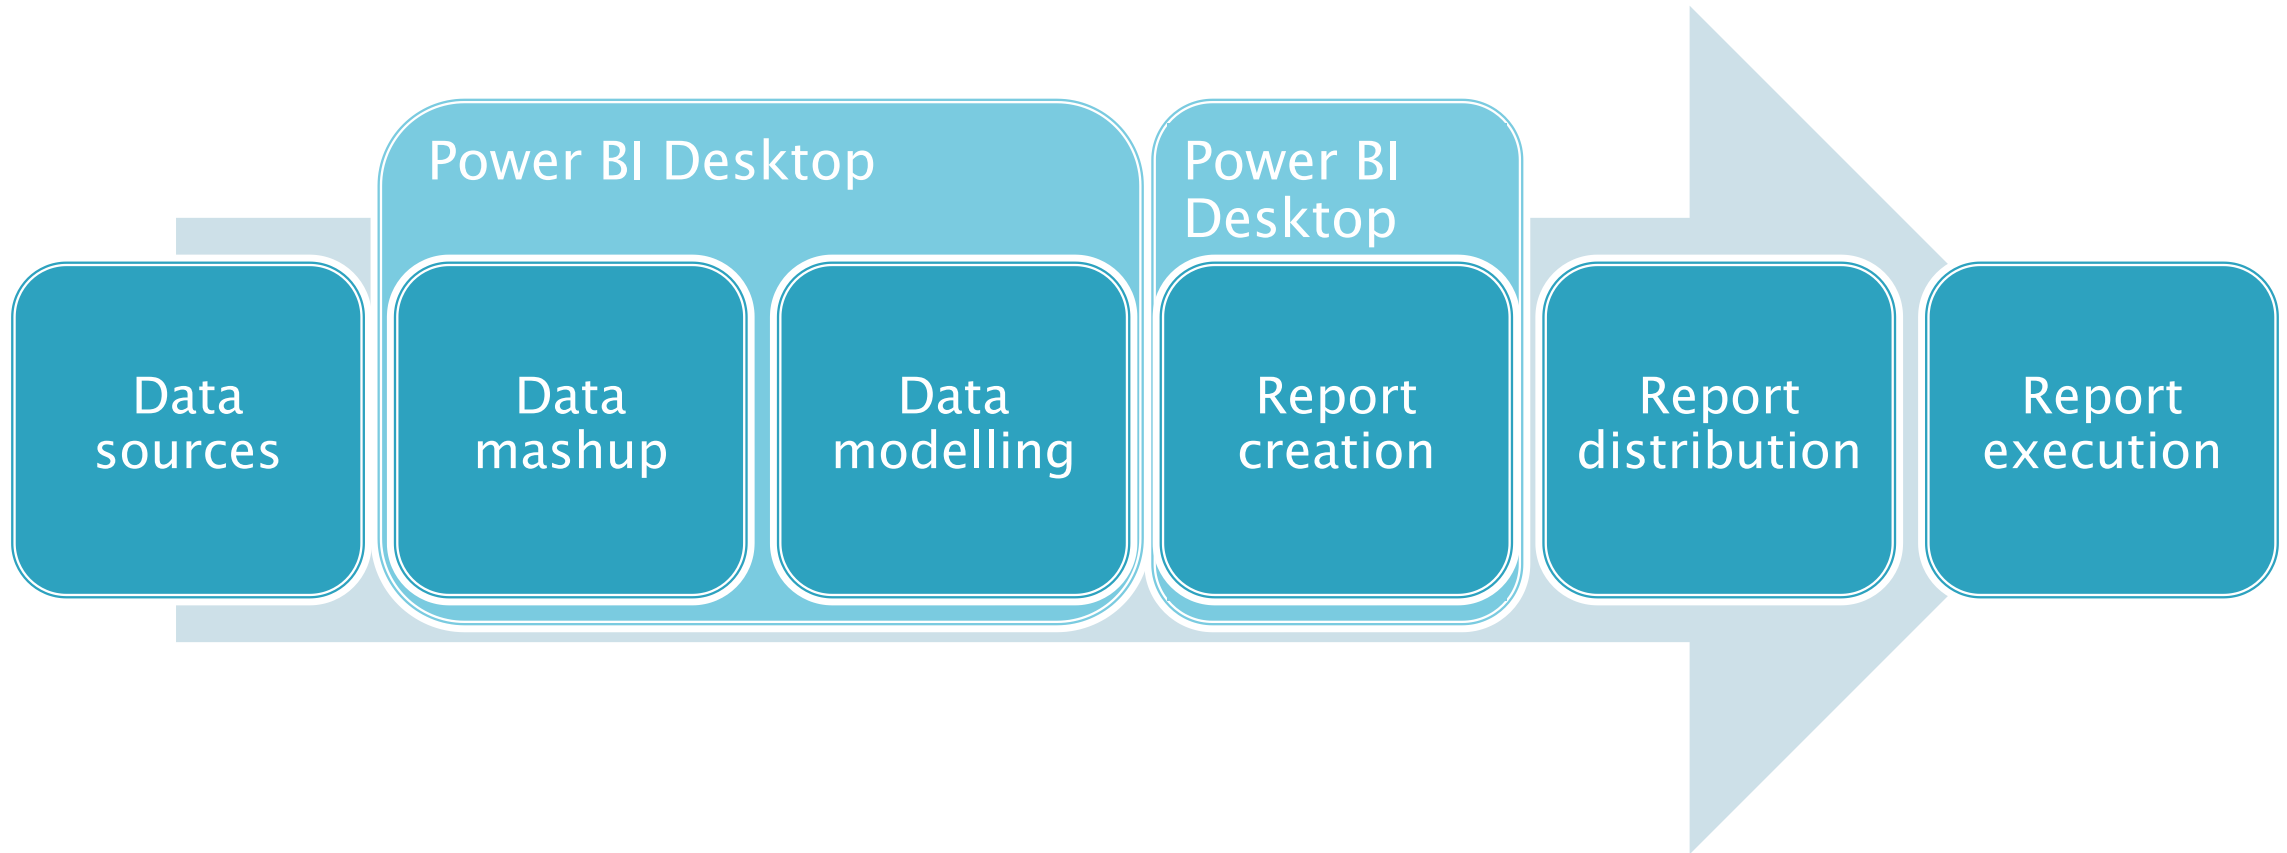 Power BI Desktop
Power BI
Desktop
Data
sources
Data
mashup
Data
modelling
Report
creation
Report
distribution
Report
execution